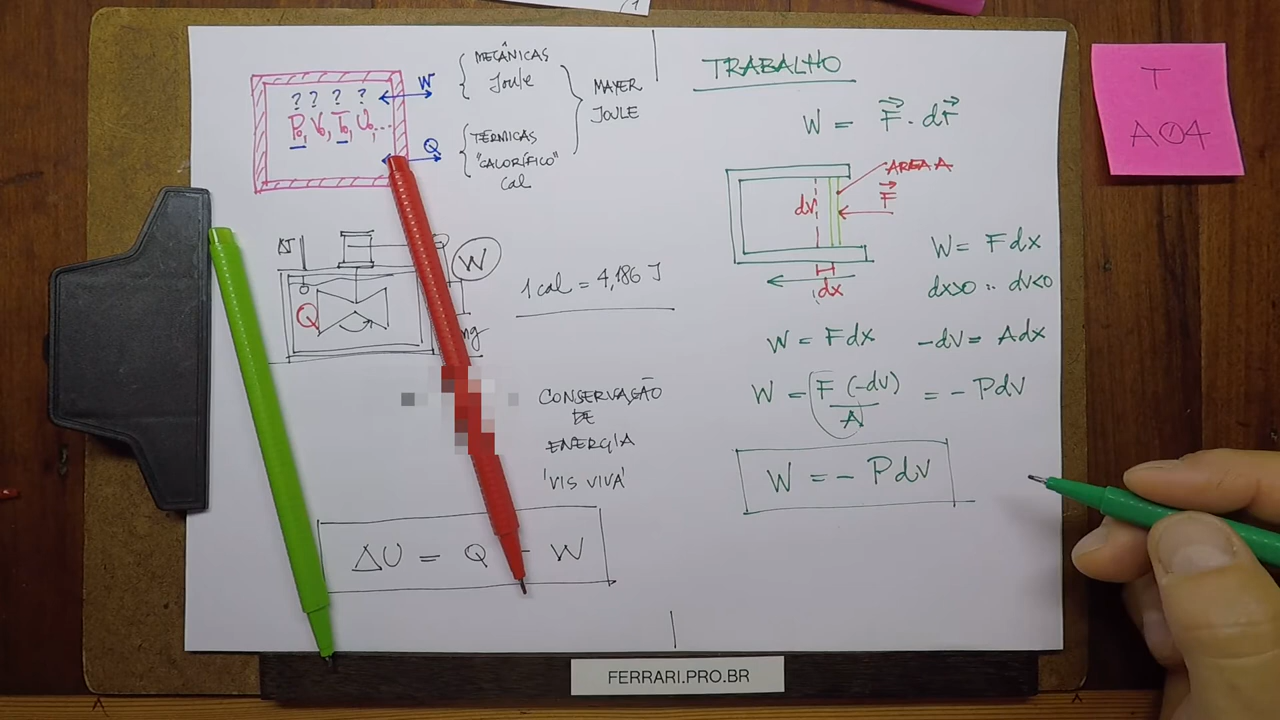 ? ? ? ?
P₀, V₀, T₀, U₀, ...
W
Q
MECÂNICAS
Joule
TÉRMICAS
"CALORÍFICO"
cal
MAYER
JOULE
ΔT
W
Q
mg
1 cal = 4,186 J
CONSERVAÇÃO
DE
ENERGIA
'VIS VIVA'
ΔU = Q - W
TRABALHO
W = F⃗ . dr⃗
ÁREA A
F⃗
dV
dx
W = F dx
dx>0 ∴ dV<0
W = F dx
-dV = A dx
W = F (-dV)/A = - PdV
W = - PdV
T
A04
FERRARI.PRO.BR